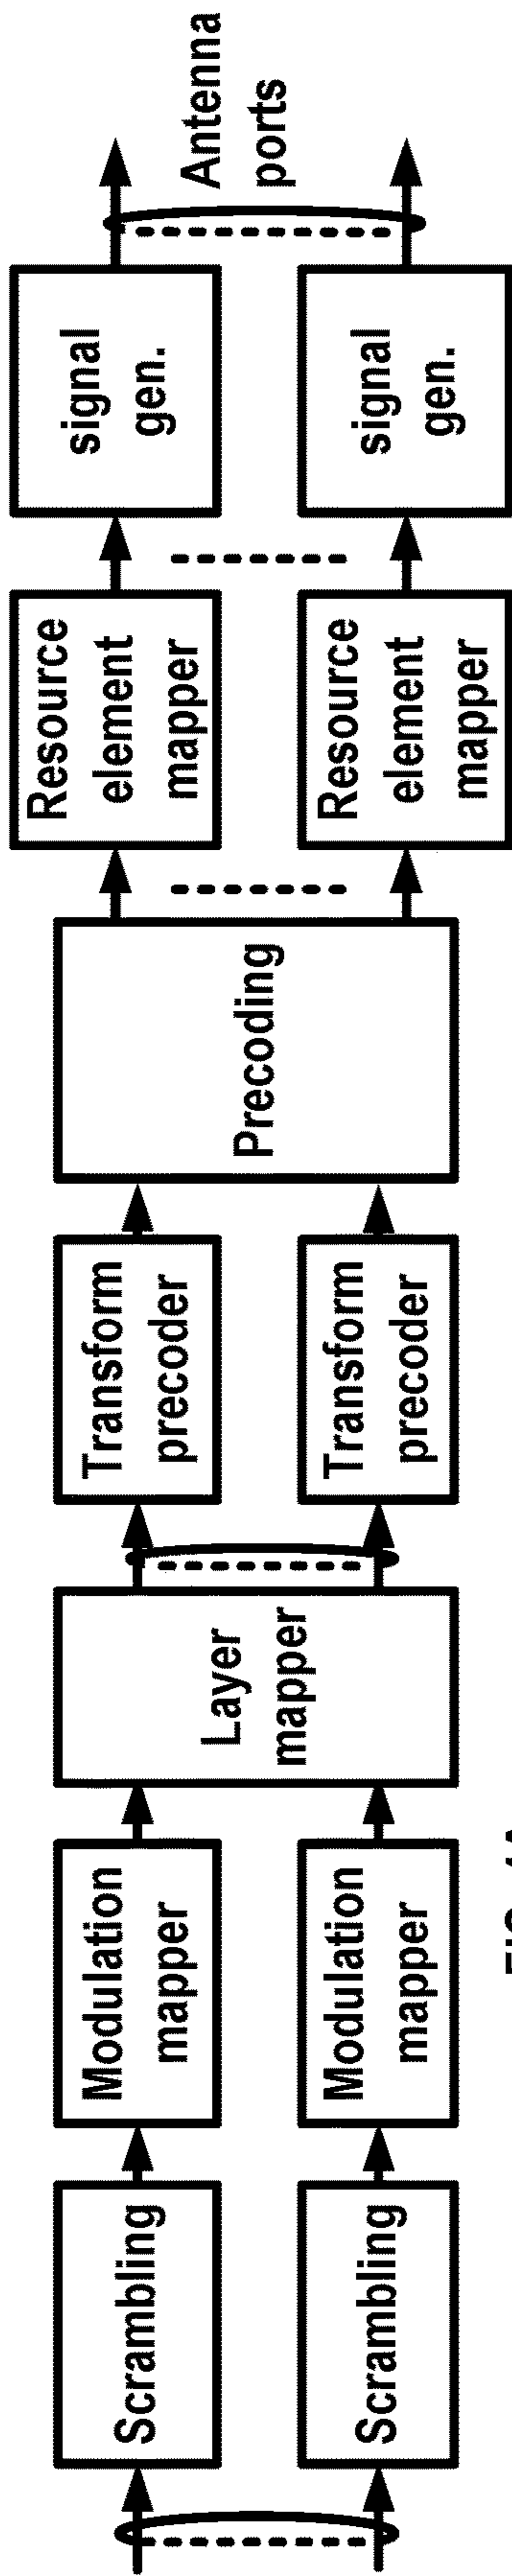 Scrambling
Modulation
mapper
Layer
mapper
Transform
precoder
Precoding
Resource
element
mapper
signal
gen.
Antenna
ports
Scrambling
Modulation
mapper
Transform
precoder
Resource
element
mapper
signal
gen.